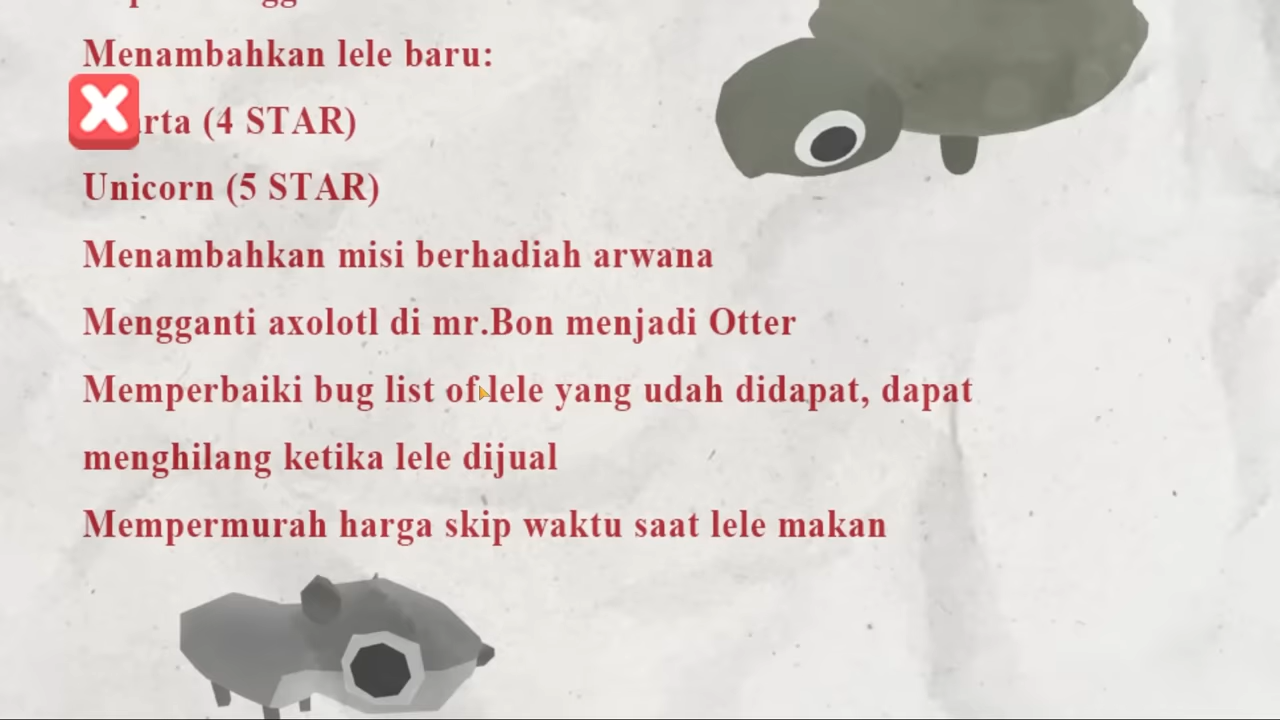 Menambahkan lele baru:
(4 STAR)
Unicorn (5 STAR)
Menambahkan misi berhadiah arwana
Mengganti axolotl di mr.Bon menjadi Otter
Memperbaiki bug list of lele yang udah didapat, dapat
menghilang ketika lele dijual
Mempermurah harga skip waktu saat lele makan